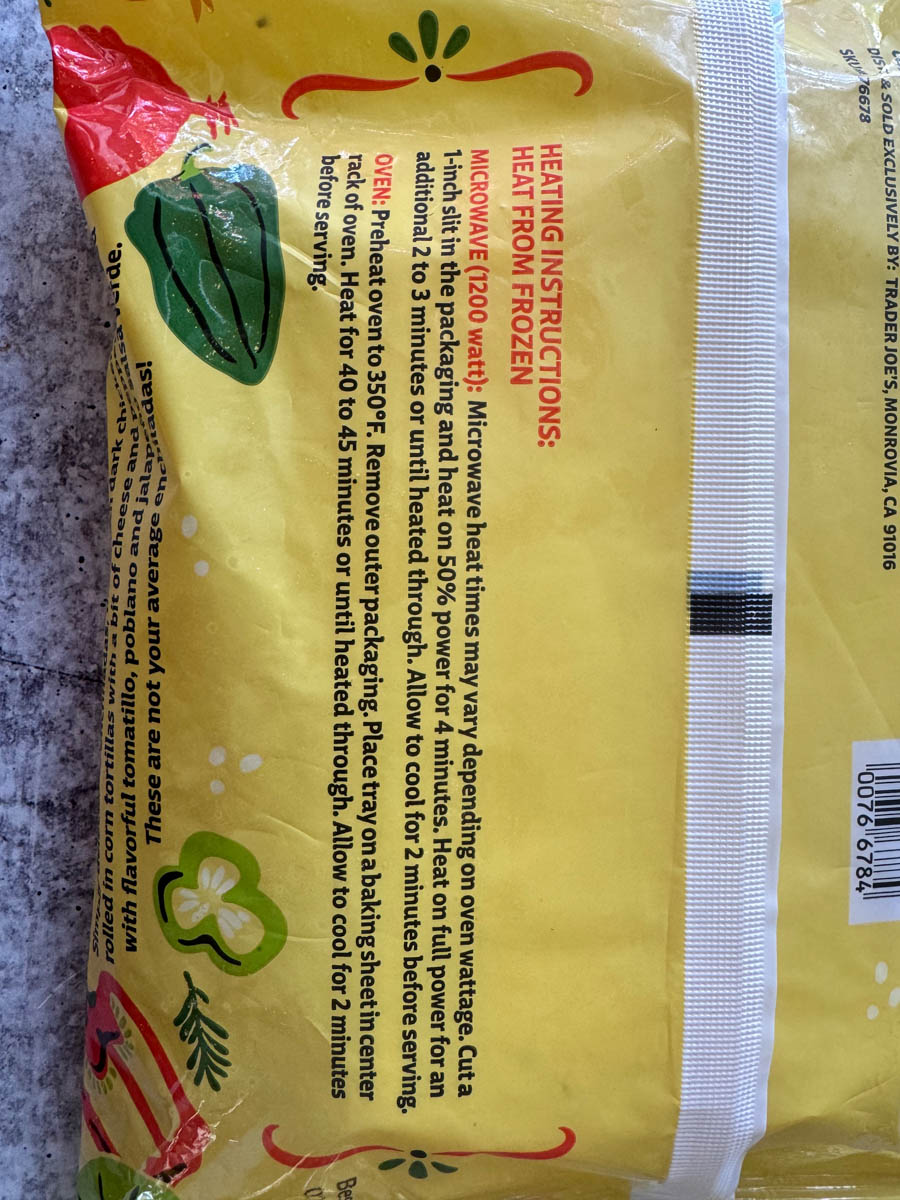 DIST. & SOLD EXCLUSIVELY BY: TRADER JOE'S, MONROVIA, CA 91016
SKU# 76678
0076 6784
HEATING INSTRUCTIONS:
HEAT FROM FROZEN
MICROWAVE (1200 watt): Microwave heat times may vary depending on oven wattage. Cut a
1-inch slit in the packaging and heat on 50% power for 4 minutes. Heat on full power for an
additional 2 to 3 minutes or until heated through. Allow to cool for 2 minutes before serving.
OVEN: Preheat oven to 350°F. Remove outer packaging. Place tray on a baking sheet in center
rack of oven. Heat for 40 to 45 minutes or until heated through. Allow to cool for 2 minutes
before serving.
dark
rolled in corn tortillas with a bit of cheese and
with flavorful tomatillo, poblano and
These are not your average enchiladas!